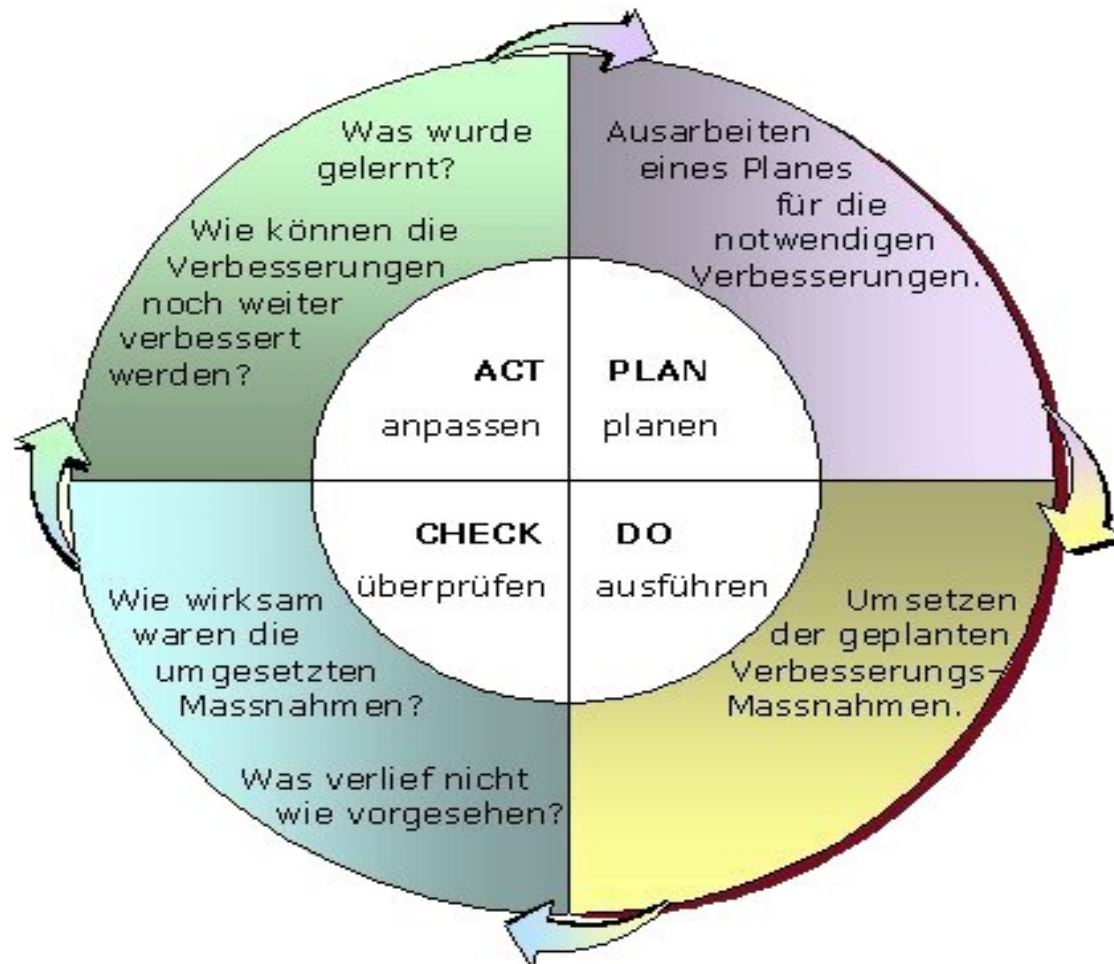 Was wurde
gelernt?
Wie können die
Verbesserungen
noch weiter
verbessert
werden?
Ausarbeiten
eines Planes
für die
notwendigen
Verbesserungen.
ACT
anpassen
PLAN
planen
CHECK
überprüfen
DO
ausführen
Wie wirksam
waren die
umgesetzten
Massnahmen?
Was verlief nicht
wie vorgesehen?
Umsetzen
der geplanten
Verbesserungs-
Massnahmen.